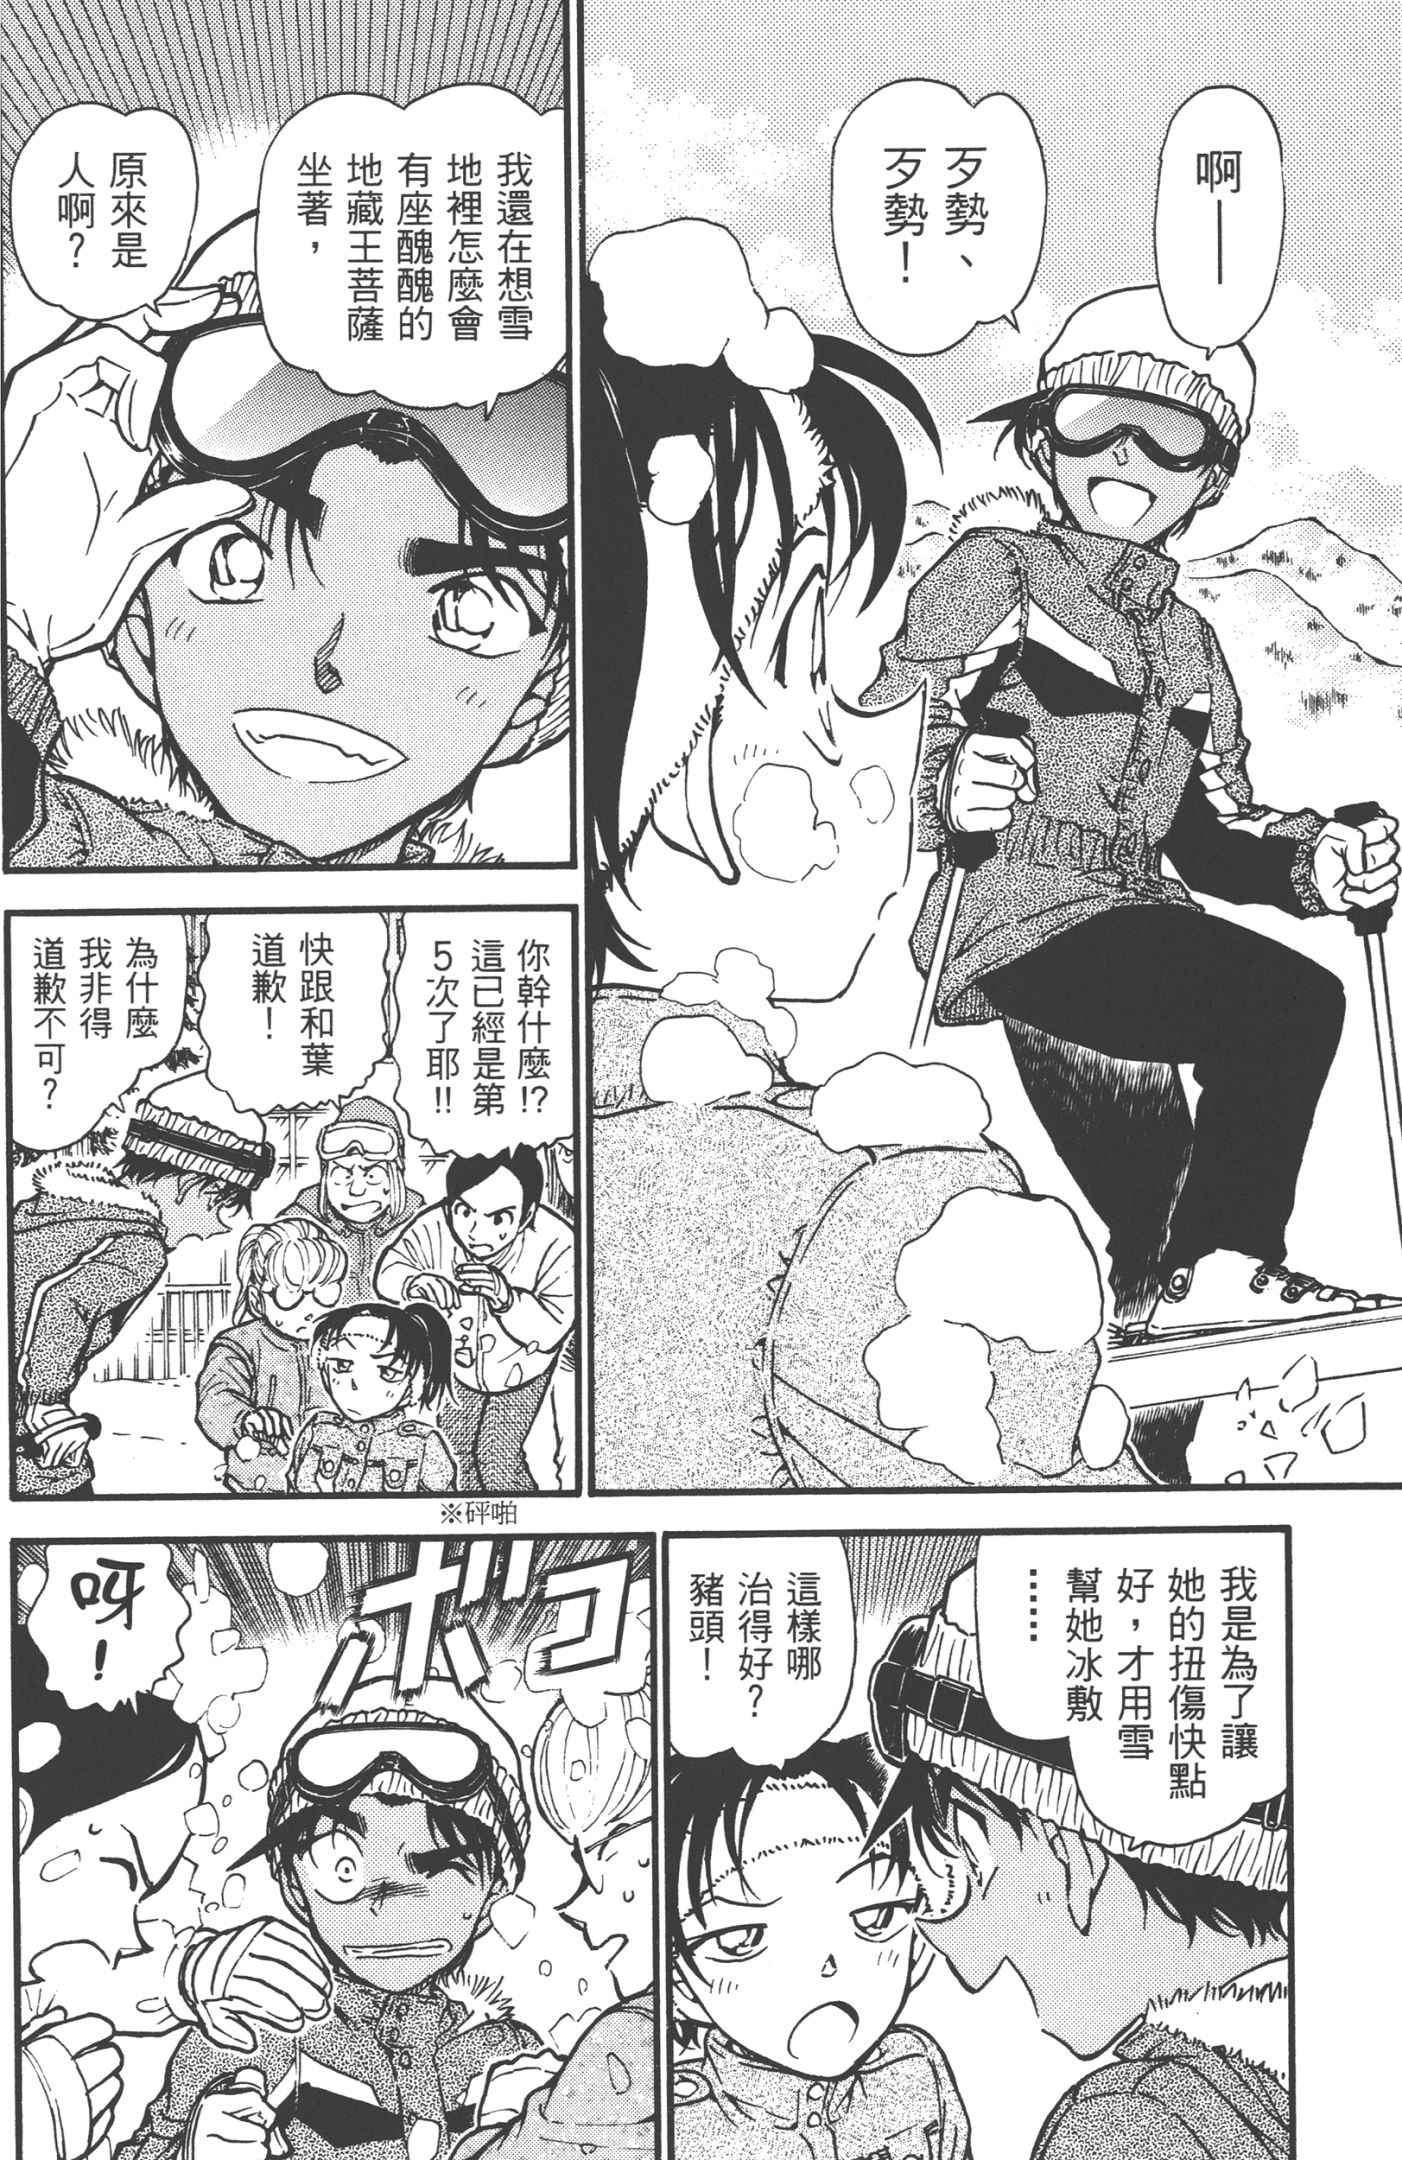 啊—
歹勢、
歹勢！
我還在想雪
地裡怎麼會
有座醜醜的
地藏王菩薩
坐著，
原來是
人啊？
你幹什麼!?
這已經是第
5次了耶!!
快跟和葉
道歉！
為什麼
我非得
道歉不可？
我是為了讓
她的扭傷快點
好，才用雪
幫她冰敷
……
這樣哪
治得好？
豬頭！
※砰啪
ボコ
呀！